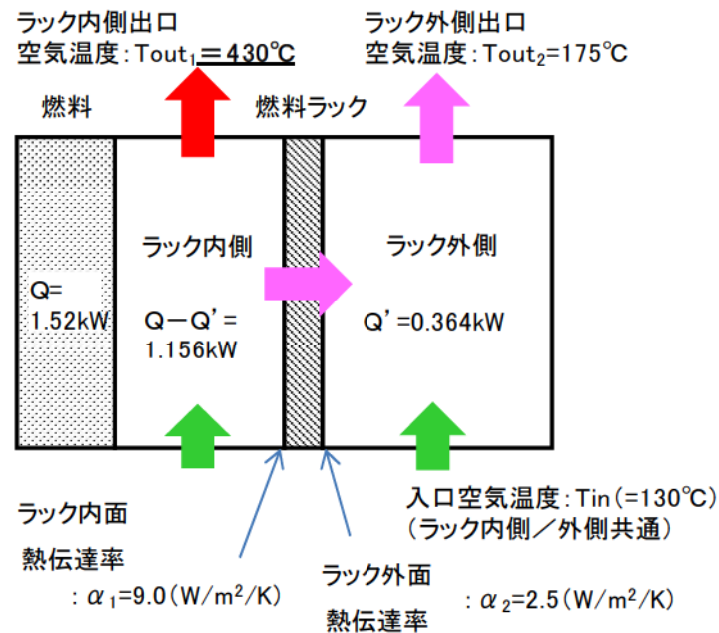 ラック内側出口
空気温度：Tout₁＝430℃
ラック外側出口
空気温度：Tout₂=175℃
燃料
燃料ラック
ラック内側
ラック外側
Q=
1.52kW
Q－Q'=
1.156kW
Q'=0.364kW
入口空気温度：Tin(=130℃)
(ラック内側／外側共通)
ラック内面
熱伝達率
：α₁=9.0(W/m²/K)
ラック外面
熱伝達率
：α₂=2.5(W/m²/K)